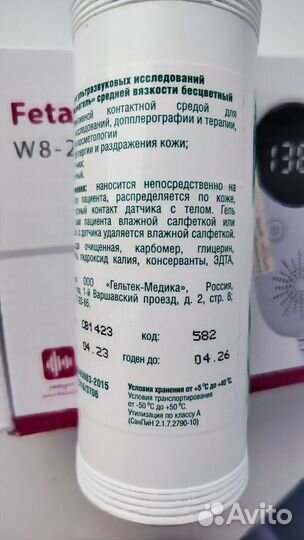 Feta
W8-2
ультразвуковых исследований
средней вязкости бесцветный
контактной средой для
исследований, допплерографии и терапии,
косметологии
и раздражения кожи;
наносится непосредственно на
пациента, распределяется по коже,
контакт датчика с телом. Гель
пациента влажной салфеткой или
с датчика удаляется влажной салфеткой.
очищенная, карбомер, глицерин,
гидроксид калия, консерванты, ЭДТА,
ООО «Гельтек-Медика», Россия,
1-й Варшавский проезд, д. 2, стр. 8;
CB1423 код: 582
04.23 годен до: 04.26
Условия хранения от +5 °С до +40 °С.
Условия транспортирования
от -50 °С до +50 °С.
Утилизация по классу А
(СанПиН 2.1.7.2790-10)
Avito